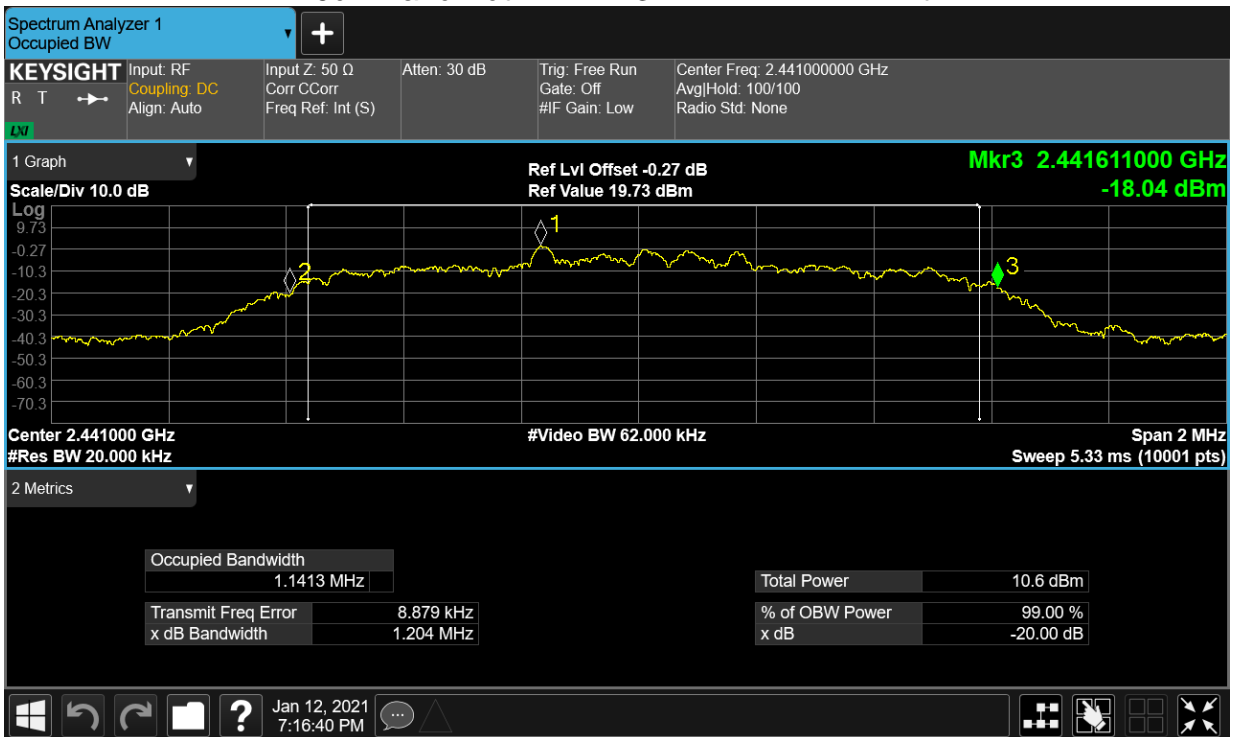 Spectrum Analyzer 1
Occupied BW
+
KEYSIGHT
R T
LXI
Input: RF
Coupling: DC
Align: Auto
Input Z: 50 Ω
Corr CCorr
Freq Ref: Int (S)
Atten: 30 dB
Trig: Free Run
Gate: Off
#IF Gain: Low
Center Freq: 2.441000000 GHz
Avg|Hold: 100/100
Radio Std: None
1 Graph
Scale/Div 10.0 dB
Ref Lvl Offset -0.27 dB
Ref Value 19.73 dBm
Mkr3 2.441611000 GHz
-18.04 dBm
Log
9.73
-0.27
-10.3
-20.3
-30.3
-40.3
-50.3
-60.3
-70.3
1
2
3
Center 2.441000 GHz
#Res BW 20.000 kHz
#Video BW 62.000 kHz
Span 2 MHz
Sweep 5.33 ms (10001 pts)
2 Metrics
Occupied Bandwidth
1.1413 MHz
Transmit Freq Error 8.879 kHz
x dB Bandwidth 1.204 MHz
Total Power 10.6 dBm
% of OBW Power 99.00 %
x dB -20.00 dB
?
Jan 12, 2021
7:16:40 PM